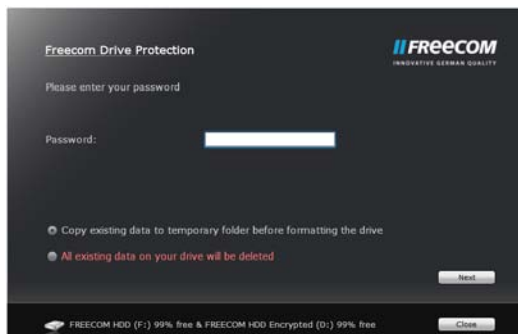 Freecom Drive Protection
FREECOM
INNOVATIVE GERMAN QUALITY
Please enter your password
Password:
Copy existing data to temporary folder before formatting the drive
All existing data on your drive will be deleted
Next
FREECOM HDD (F:) 99% free & FREECOM HDD Encrypted (D:) 99% free
Close